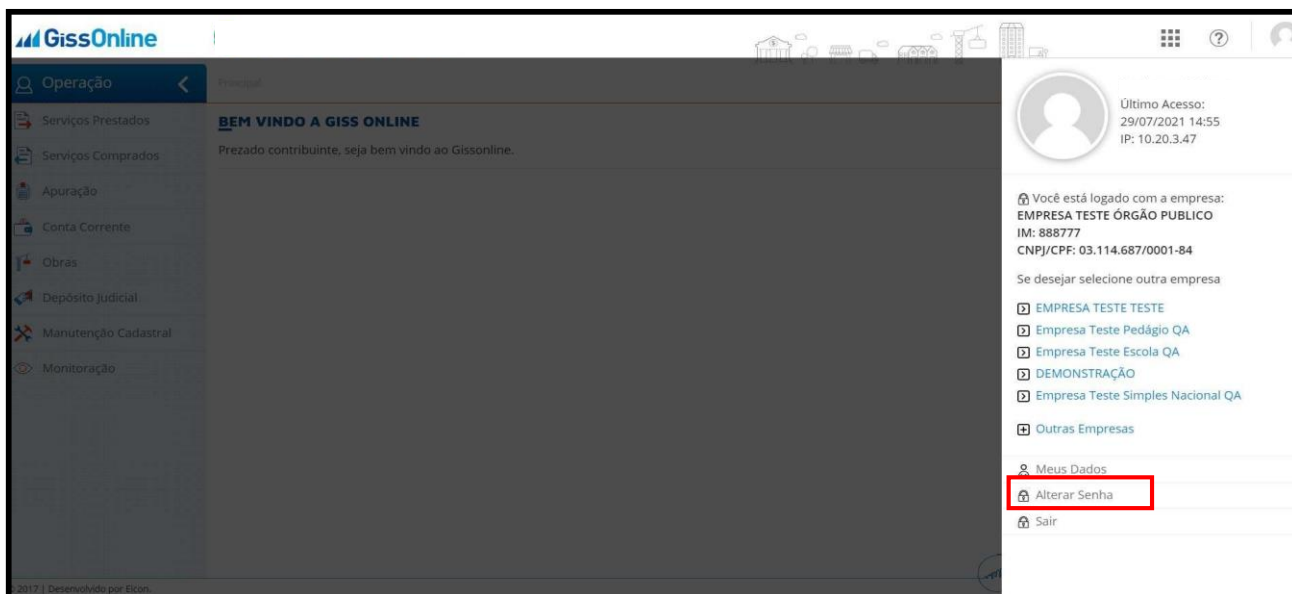 GissOnline
Operação
Principal
Serviços Prestados
Serviços Comprados
Apuração
Conta Corrente
Obras
Depósito Judicial
Manutenção Cadastral
Monitoração
BEM VINDO A GISS ONLINE
Prezado contribuinte, seja bem vindo ao Gissonline.
Último Acesso:
29/07/2021 14:55
IP: 10.20.3.47
Você está logado com a empresa:
EMPRESA TESTE ÓRGÃO PUBLICO
IM: 888777
CNPJ/CPF: 03.114.687/0001-84
Se desejar selecione outra empresa
EMPRESA TESTE TESTE
Empresa Teste Pedágio QA
Empresa Teste Escola QA
DEMONSTRAÇÃO
Empresa Teste Simples Nacional QA
Outras Empresas
Meus Dados
Alterar Senha
Sair
2017 | Desenvolvido por Eicon.